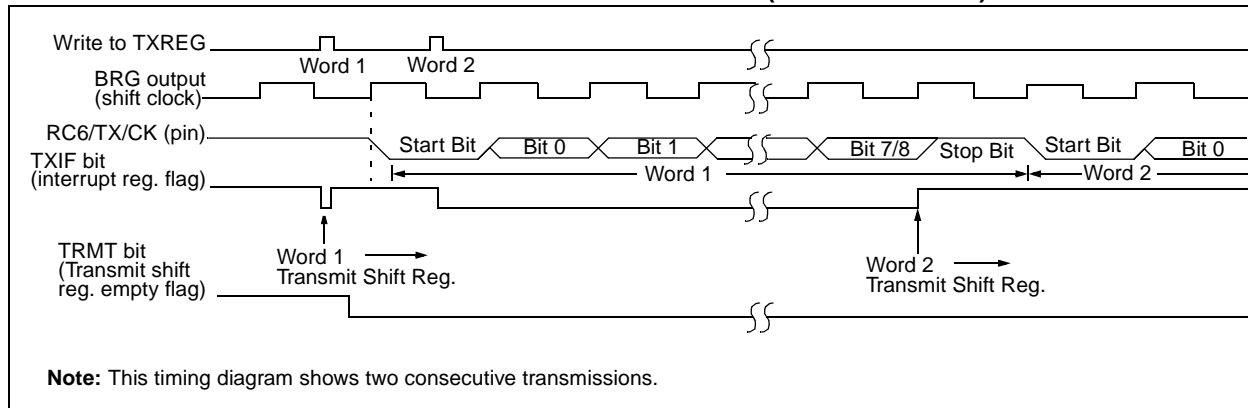 Write to TXREG
Word 1 Word 2
BRG output
(shift clock)
RC6/TX/CK (pin)
Start Bit Bit 0 Bit 1 Bit 7/8 Stop Bit Start Bit Bit 0
Word 1 Word 2
TXIF bit
(interrupt reg. flag)
Word 1
Transmit Shift Reg.
Word 2
Transmit Shift Reg.
TRMT bit
(Transmit shift
reg. empty flag)
Note: This timing diagram shows two consecutive transmissions.